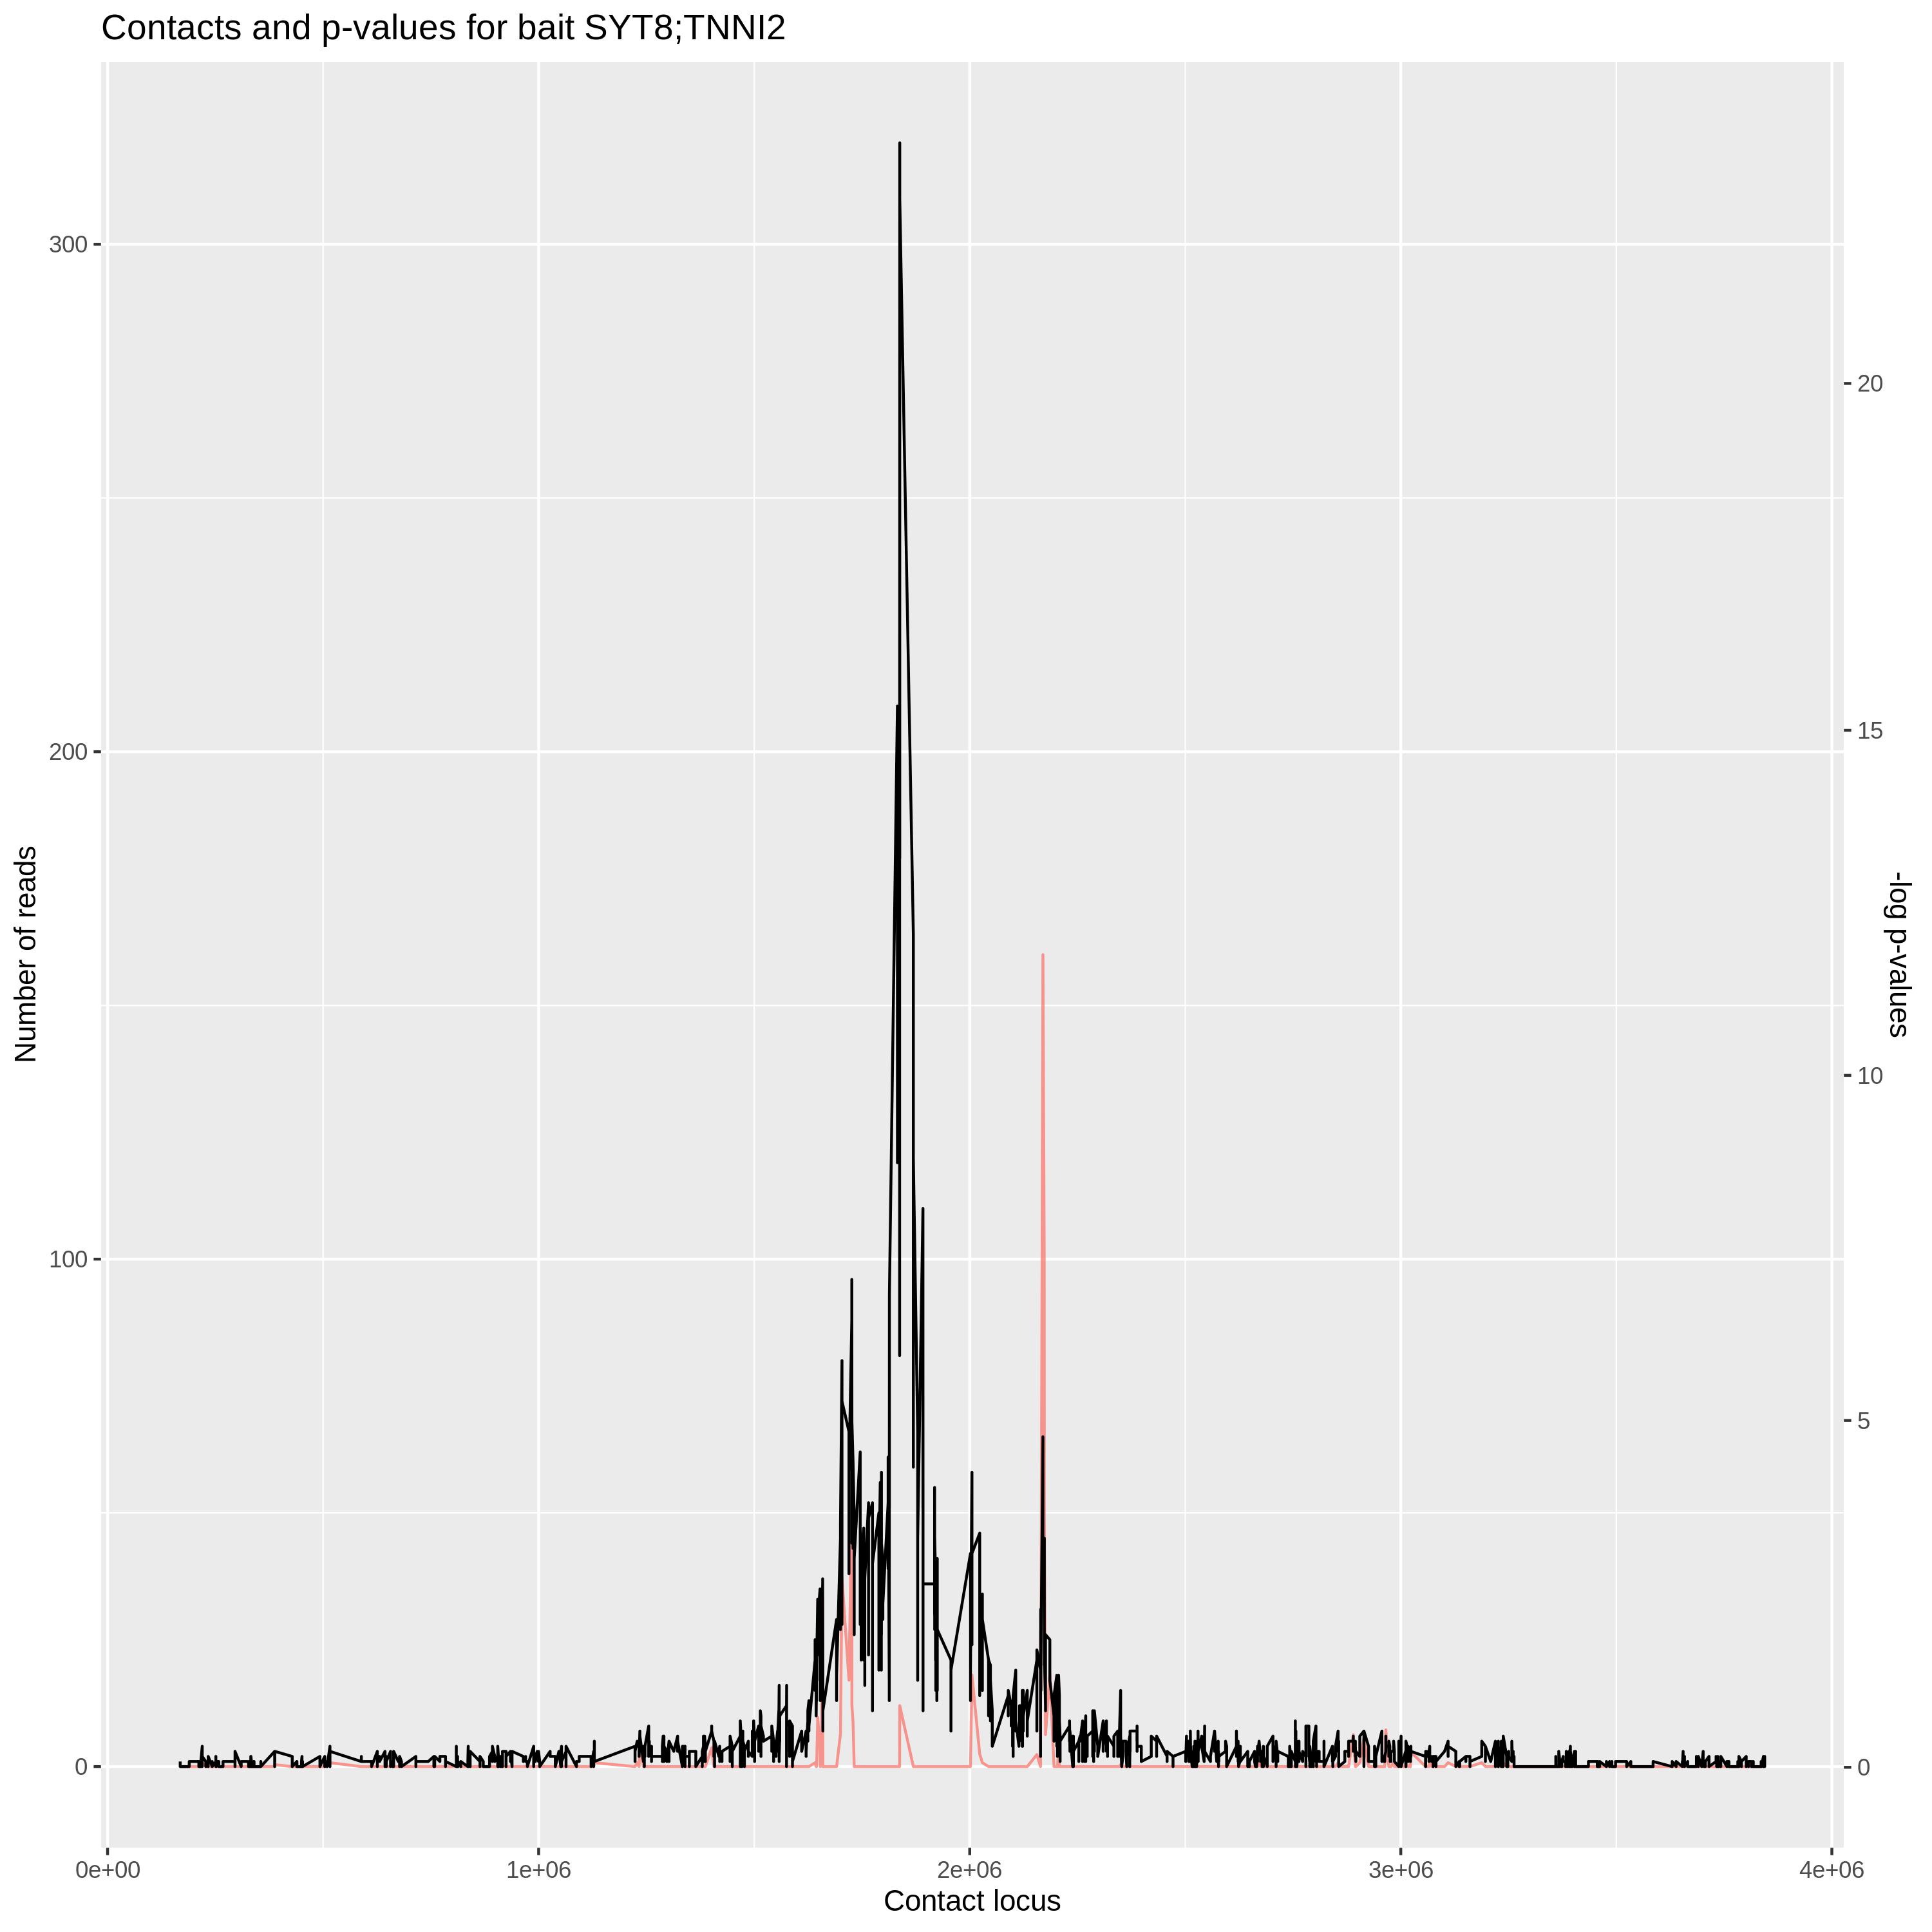 Contacts and p-values for bait SYT8;TNNI2
300
200
100
0
Number of reads
20
15
10
5
0
-log p-values
0e+00 1e+06 2e+06 3e+06 4e+06
Contact locus